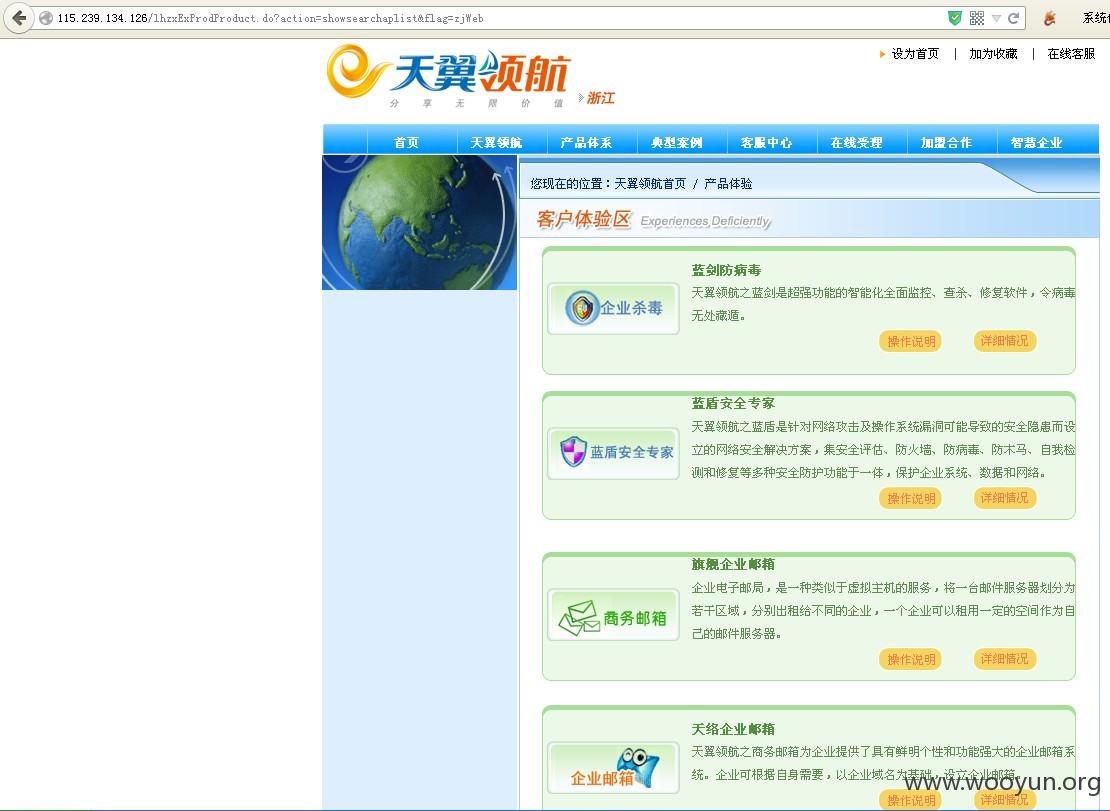 115.239.134.126/lhzxExProdProduct.do?action=showsearchaplist&flag=zjWeb
系统
设为首页 | 加为收藏 | 在线客服
天翼领航
分享无限价值
浙江
首页 天翼领航 产品体系 典型案例 客服中心 在线受理 加盟合作 智慧企业
您现在的位置：天翼领航首页 / 产品体验
客户体验区 Experiences Deficiently
蓝剑防病毒
企业杀毒
天翼领航之蓝剑是超强功能的智能化全面监控、查杀、修复软件，令病毒
无处藏遁。
操作说明 详细情况
蓝盾安全专家
蓝盾安全专家
天翼领航之蓝盾是针对网络攻击及操作系统漏洞可能导致的安全隐患而设
立的网络安全解决方案，集安全评估、防火墙、防病毒、防木马、自我检
测和修复等多种安全防护功能于一体，保护企业系统、数据和网络。
操作说明 详细情况
旗舰企业邮箱
商务邮箱
企业电子邮局，是一种类似于虚拟主机的服务，将一台邮件服务器划分为
若干区域，分别出租给不同的企业，一个企业可以租用一定的空间作为自
己的邮件服务器。
操作说明 详细情况
天络企业邮箱
企业邮箱
天翼领航之商务邮箱为企业提供了具有鲜明个性和功能强大的企业邮箱系
统。企业可根据自身需要，以企业域名为基础，设立企业邮箱。
www.wooyun.org
操作说明 详细情况